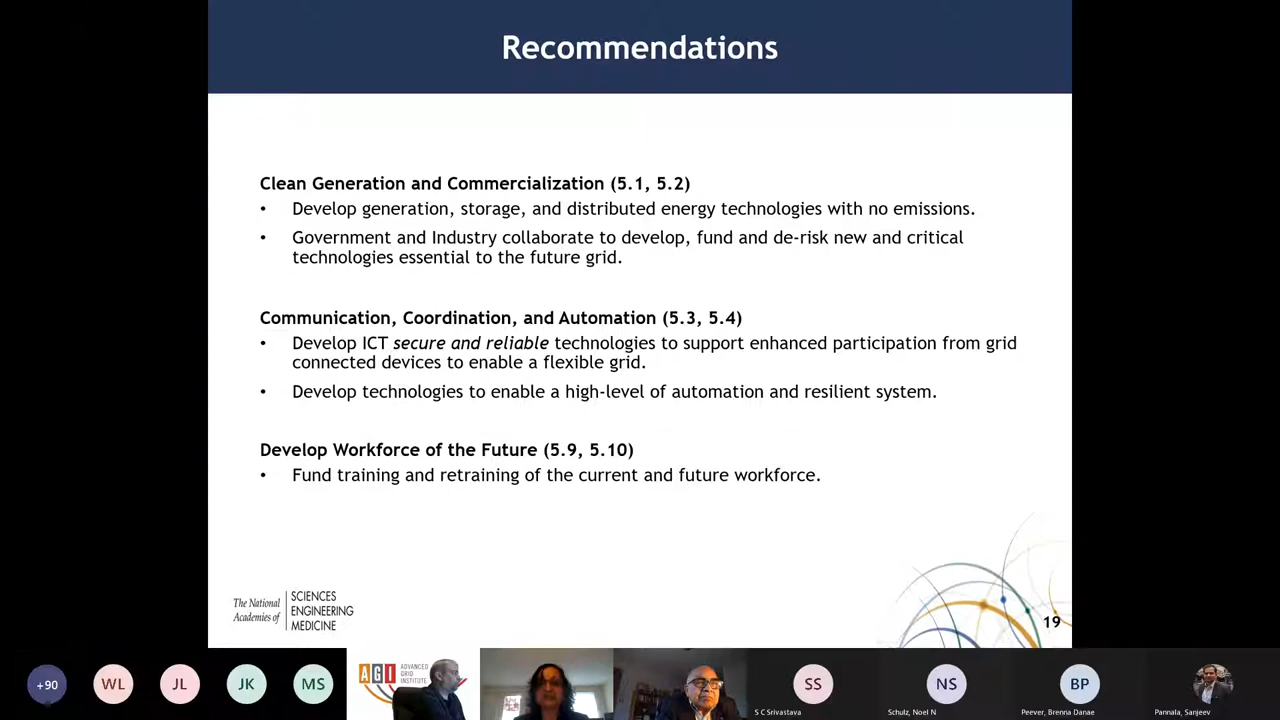 Recommendations
Clean Generation and Commercialization (5.1, 5.2)
• Develop generation, storage, and distributed energy technologies with no emissions.
• Government and Industry collaborate to develop, fund and de-risk new and critical
technologies essential to the future grid.
Communication, Coordination, and Automation (5.3, 5.4)
• Develop ICT secure and reliable technologies to support enhanced participation from grid
connected devices to enable a flexible grid.
• Develop technologies to enable a high-level of automation and resilient system.
Develop Workforce of the Future (5.9, 5.10)
• Fund training and retraining of the current and future workforce.
The National
Academies of
SCIENCES
ENGINEERING
MEDICINE
19
+90
WL
JL
JK
MS
AGI
ADVANCED
GRID
INSTITUTE
SS
S C Srivastava
NS
Schulz, Noel N
BP
Peever, Brenna Danae
Pannala, Sanjeev